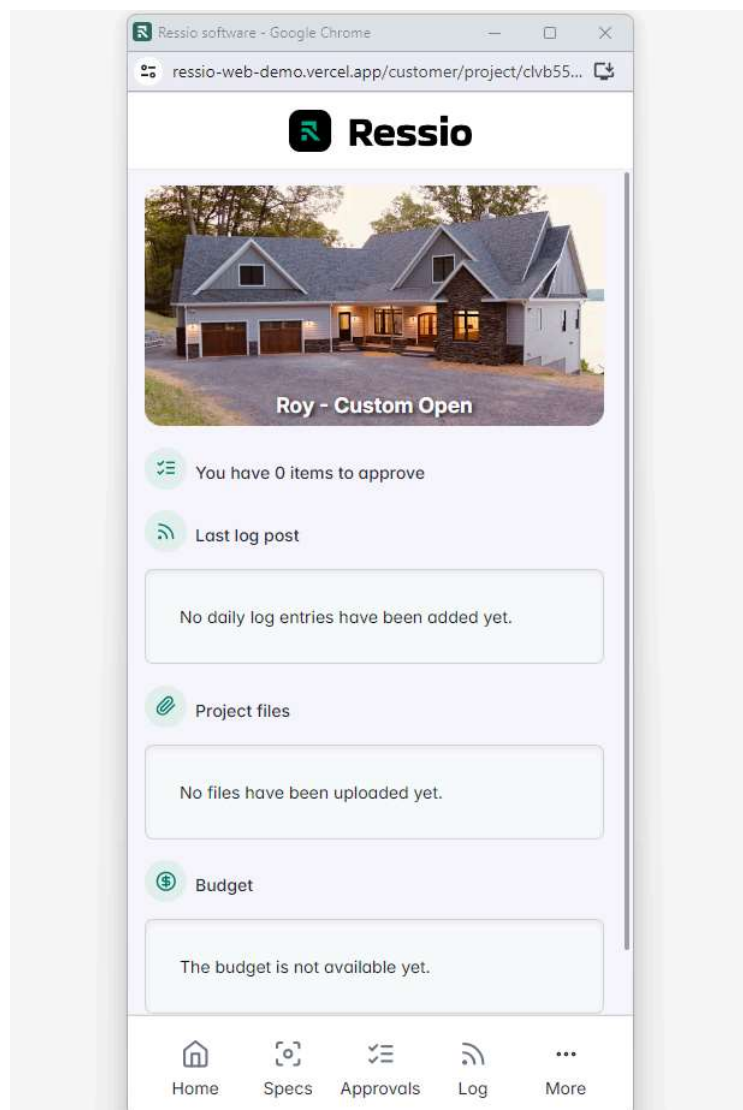 Ressio software - Google Chrome
ressio-web-demo.vercel.app/customer/project/clvb55...
Ressio
Roy - Custom Open
You have 0 items to approve
Last log post
No daily log entries have been added yet.
Project files
No files have been uploaded yet.
Budget
The budget is not available yet.
Home Specs Approvals Log More